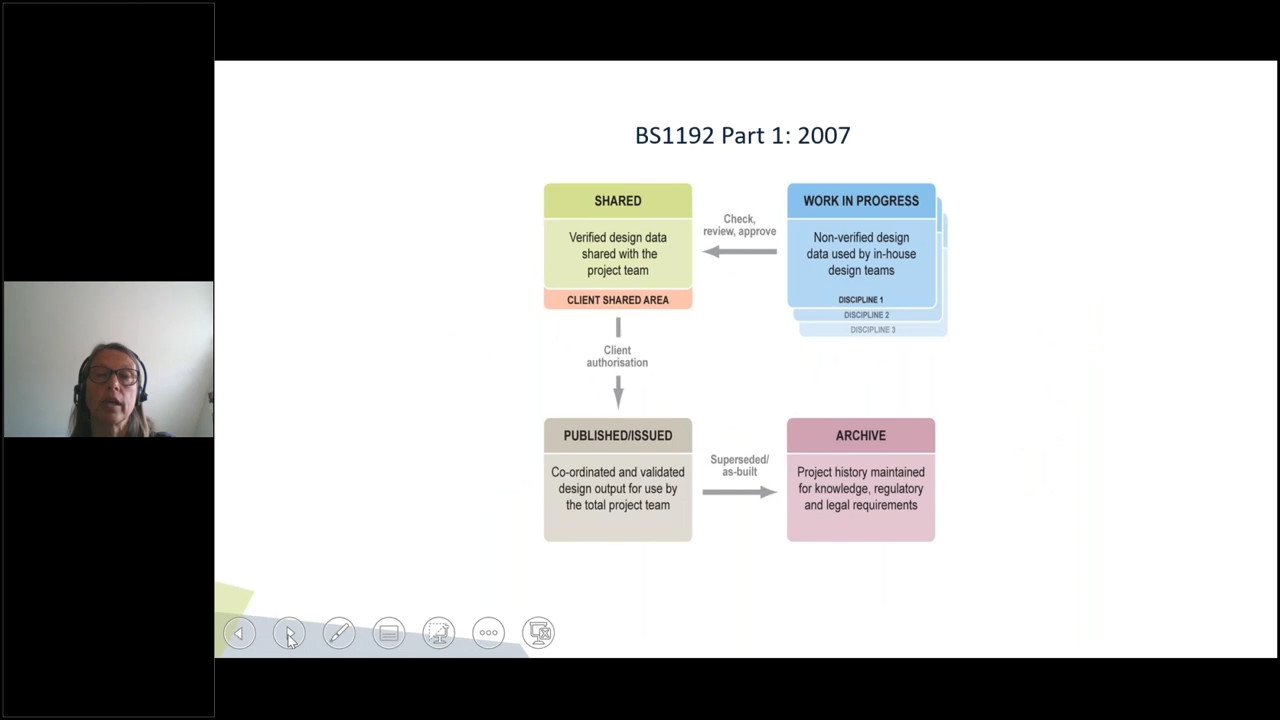 BS1192 Part 1: 2007
SHARED
Verified design data
shared with the
project team
CLIENT SHARED AREA
Check,
review, approve
WORK IN PROGRESS
Non-verified design
data used by in-house
design teams
DISCIPLINE 1
DISCIPLINE 2
DISCIPLINE 3
Client
authorisation
PUBLISHED/ISSUED
Co-ordinated and validated
design output for use by
the total project team
Superseded/
as-built
ARCHIVE
Project history maintained
for knowledge, regulatory
and legal requirements